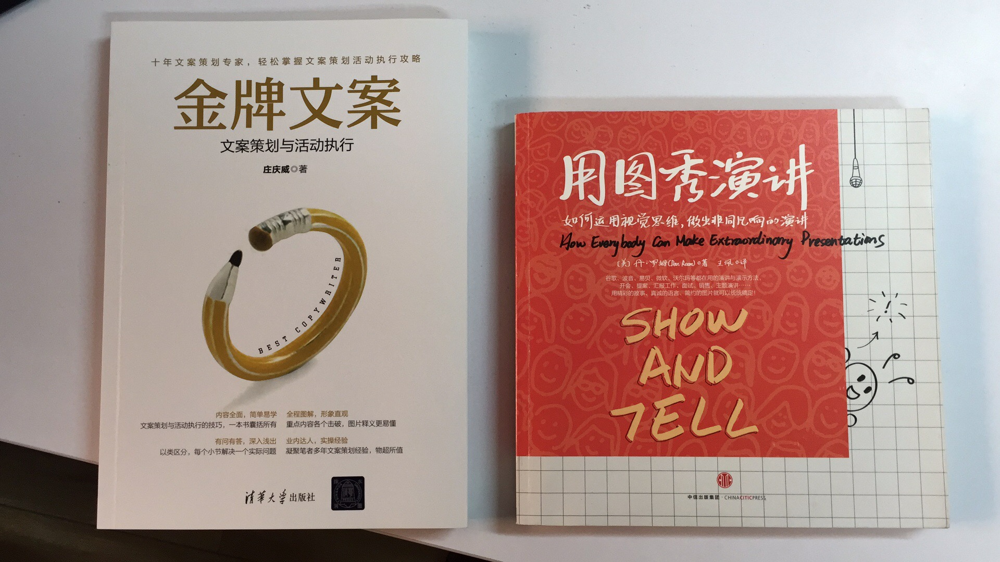 十年文案策划专家，轻松掌握文案策划活动执行攻略
金牌文案
文案策划与活动执行
庄庆威◎著
BEST COPYWRITER
内容全面，简单易学
文案策划与活动执行的技巧，一本书囊括所有
全程图解，形象直观
重点内容各个击破，图片释义更易懂
有问有答，深入浅出
以类区分，每个小节解决一个实际问题
业内达人，实操经验
凝聚笔者多年文案策划经验，物超所值
清华大学出版社
用图秀演讲
如何运用视觉思维，做出非同凡响的演讲
How Everybody Can Make Extraordinary Presentations
［美］丹·罗姆（Dan Roam）◎著 王佩◎译
谷歌、波音、易贝、微软、沃尔玛等都在用的演讲与演示方法，
开会、提案、汇报工作、面试、销售、主题演讲……
用精彩的故事、真诚的语言、简约的图片就可以统统搞定！
SHOW
AND
TELL
!
中信出版集团·CHINACITICPRESS